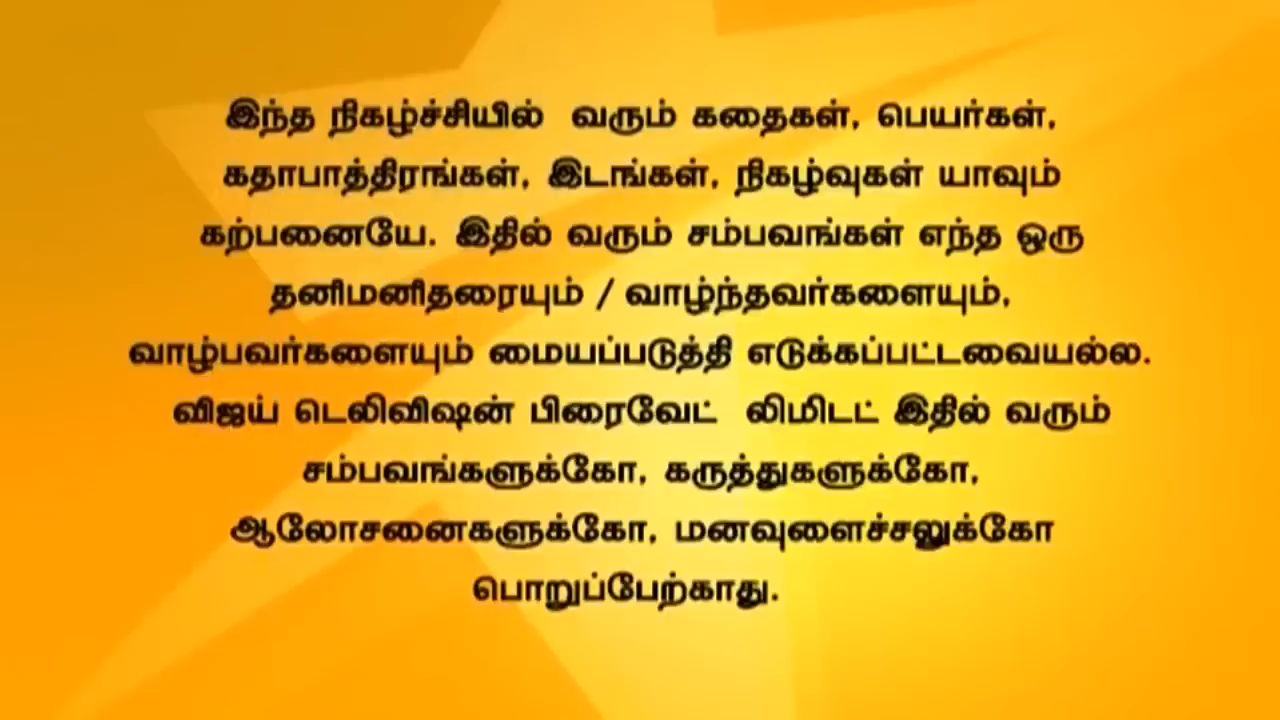 இந்த நிகழ்ச்சியில் வரும் கதைகள், பெயர்கள்,
கதாபாத்திரங்கள், இடங்கள், நிகழ்வுகள் யாவும்
கற்பனையே. இதில் வரும் சம்பவங்கள் எந்த ஒரு
தனிமனிதரையும் / வாழ்ந்தவர்களையும்,
வாழ்பவர்களையும் மையப்படுத்தி எடுக்கப்பட்டவையல்ல.
விஜய் டெலிவிஷன் பிரைவேட் லிமிடட் இதில் வரும்
சம்பவங்களுக்கோ, கருத்துகளுக்கோ,
ஆலோசனைகளுக்கோ, மனவுளைச்சலுக்கோ
பொறுப்பேற்காது.